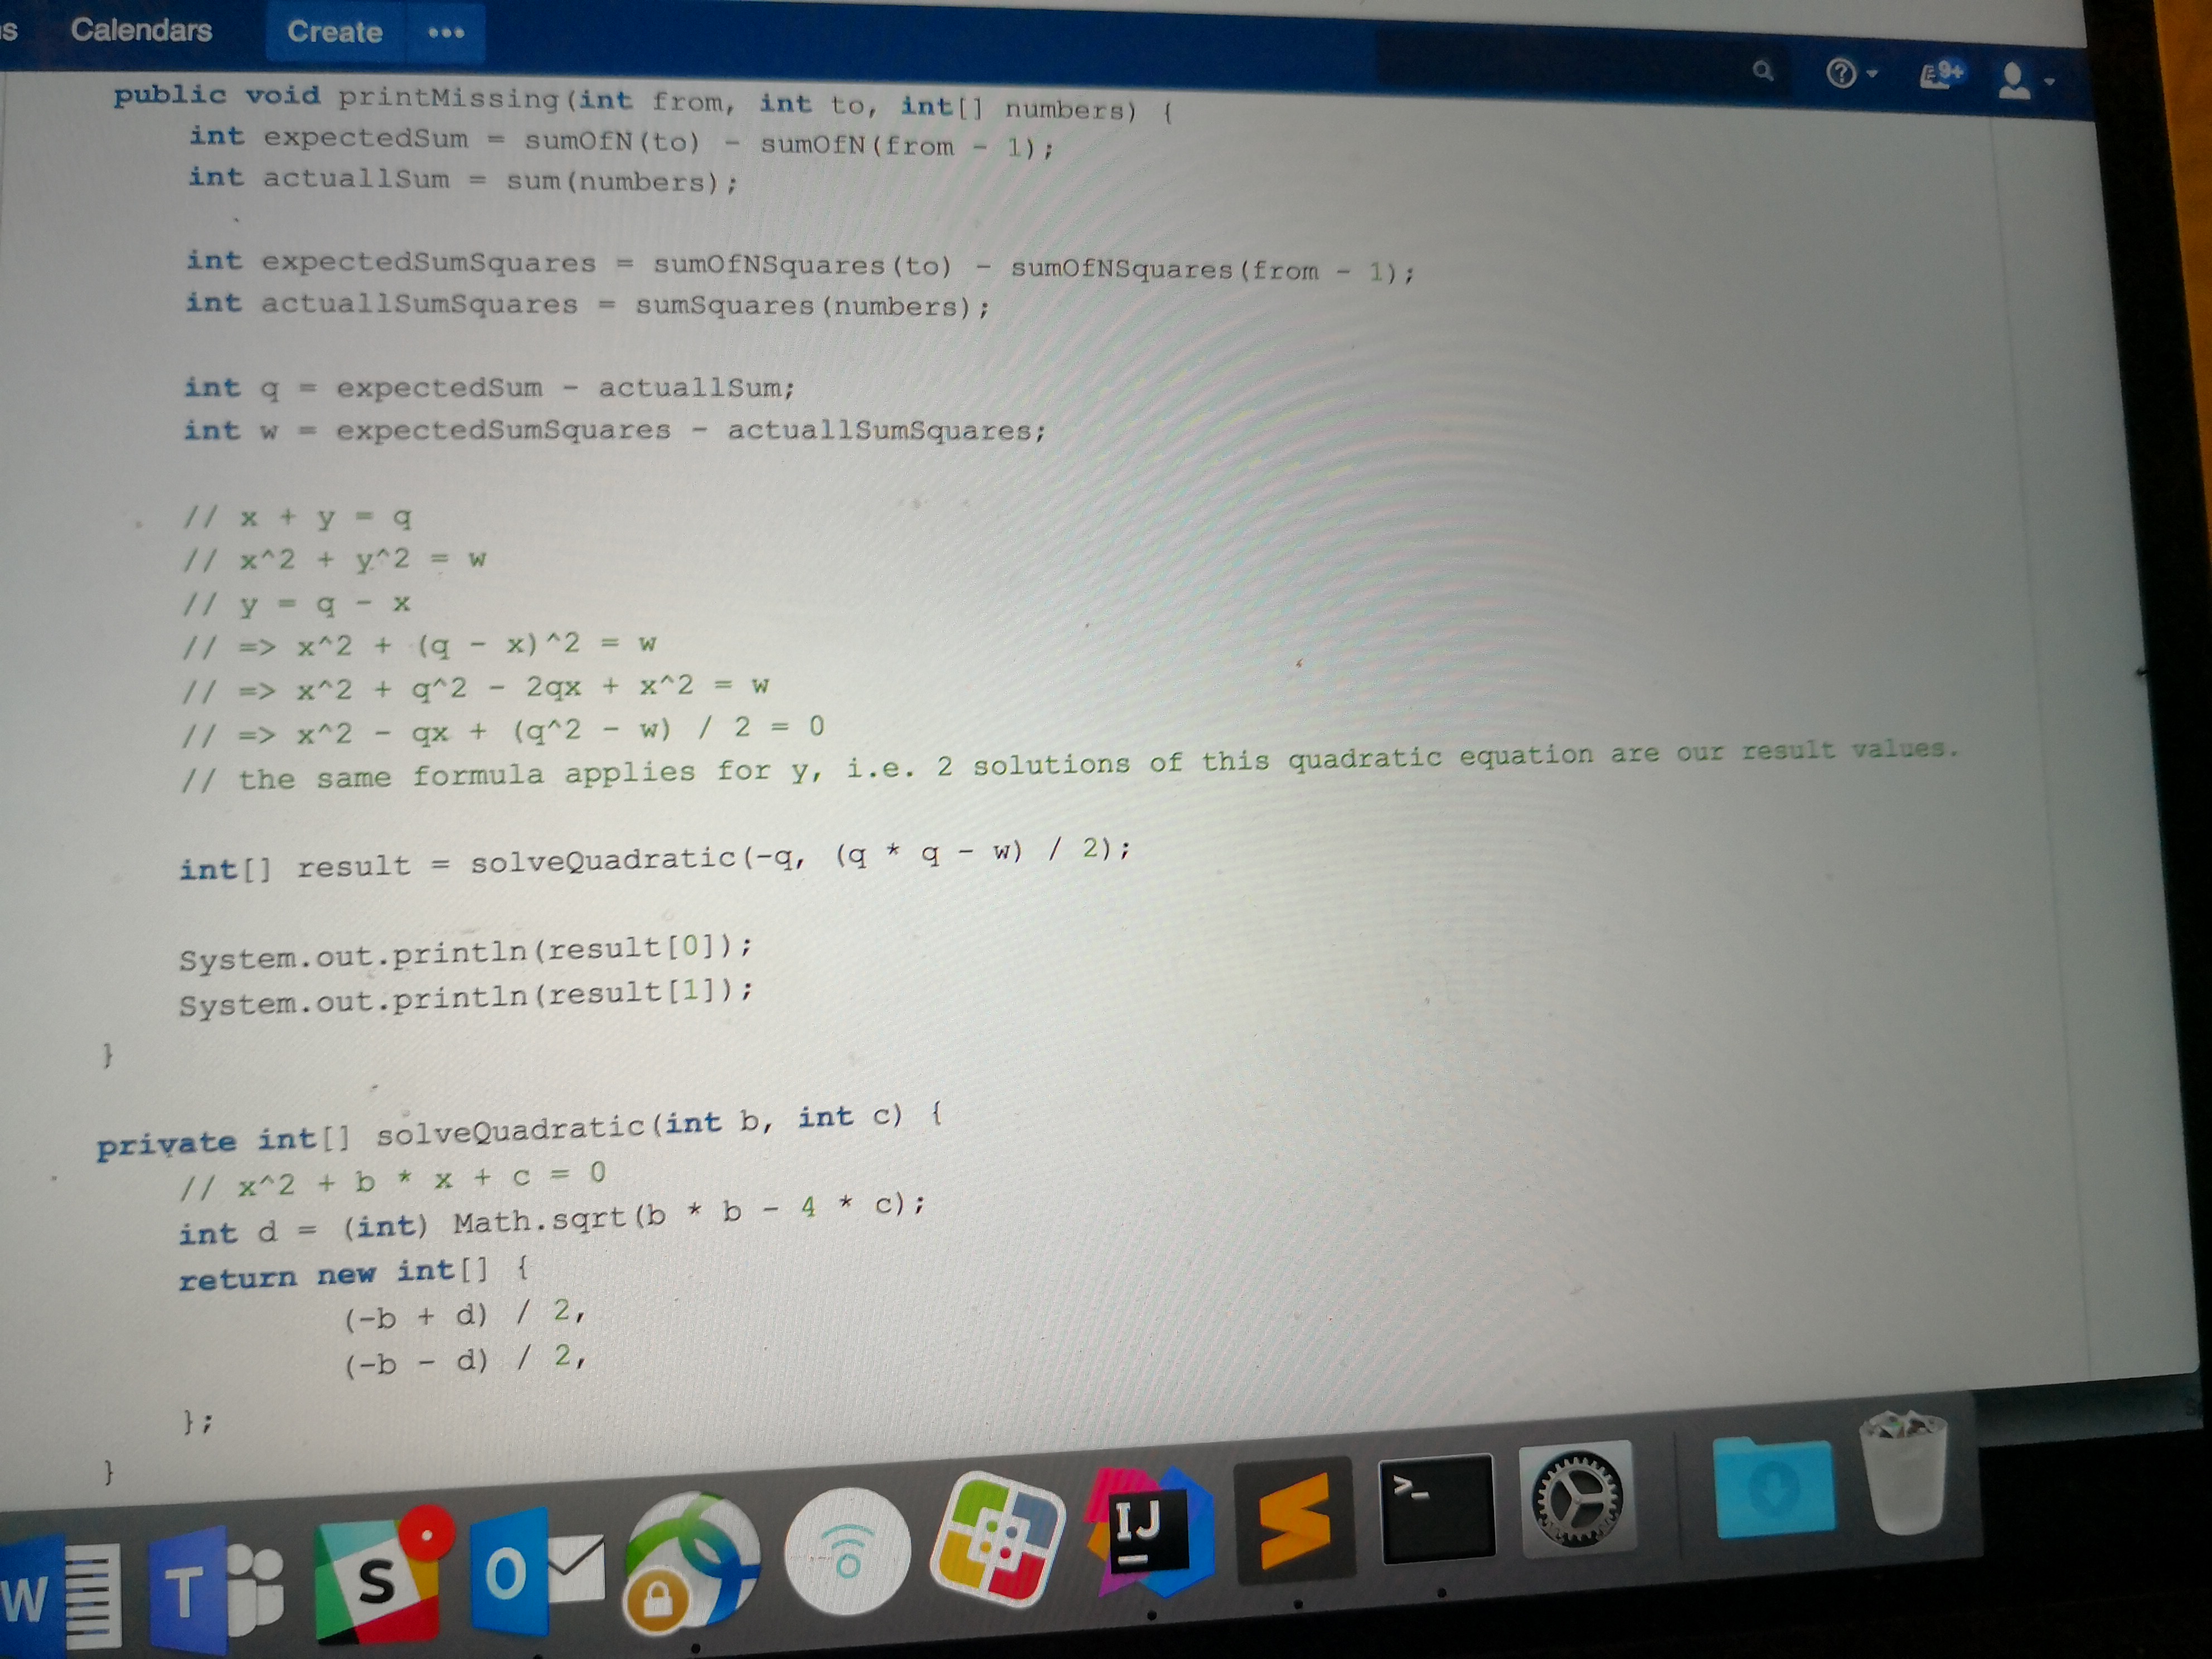 s Calendars Create •••
? 9+
public void printMissing(int from, int to, int[] numbers) {
int expectedSum = sumOfN(to) - sumOfN(from - 1);
int actuallSum = sum(numbers);
int expectedSumSquares = sumOfNSquares(to) - sumOfNSquares(from - 1);
int actuallSumSquares = sumSquares(numbers);
int q = expectedSum - actuallSum;
int w = expectedSumSquares - actuallSumSquares;
// x + y = q
// x^2 + y^2 = w
// y = q - x
// => x^2 + (q - x)^2 = w
// => x^2 + q^2 - 2qx + x^2 = w
// => x^2 - qx + (q^2 - w) / 2 = 0
// the same formula applies for y, i.e. 2 solutions of this quadratic equation are our result values.
int[] result = solveQuadratic(-q, (q * q - w) / 2);
System.out.println(result[0]);
System.out.println(result[1]);
}
private int[] solveQuadratic(int b, int c) {
// x^2 + b * x + c = 0
int d = (int) Math.sqrt(b * b - 4 * c);
return new int[] {
(-b + d) / 2,
(-b - d) / 2,
};
}
W T S O IJ >_